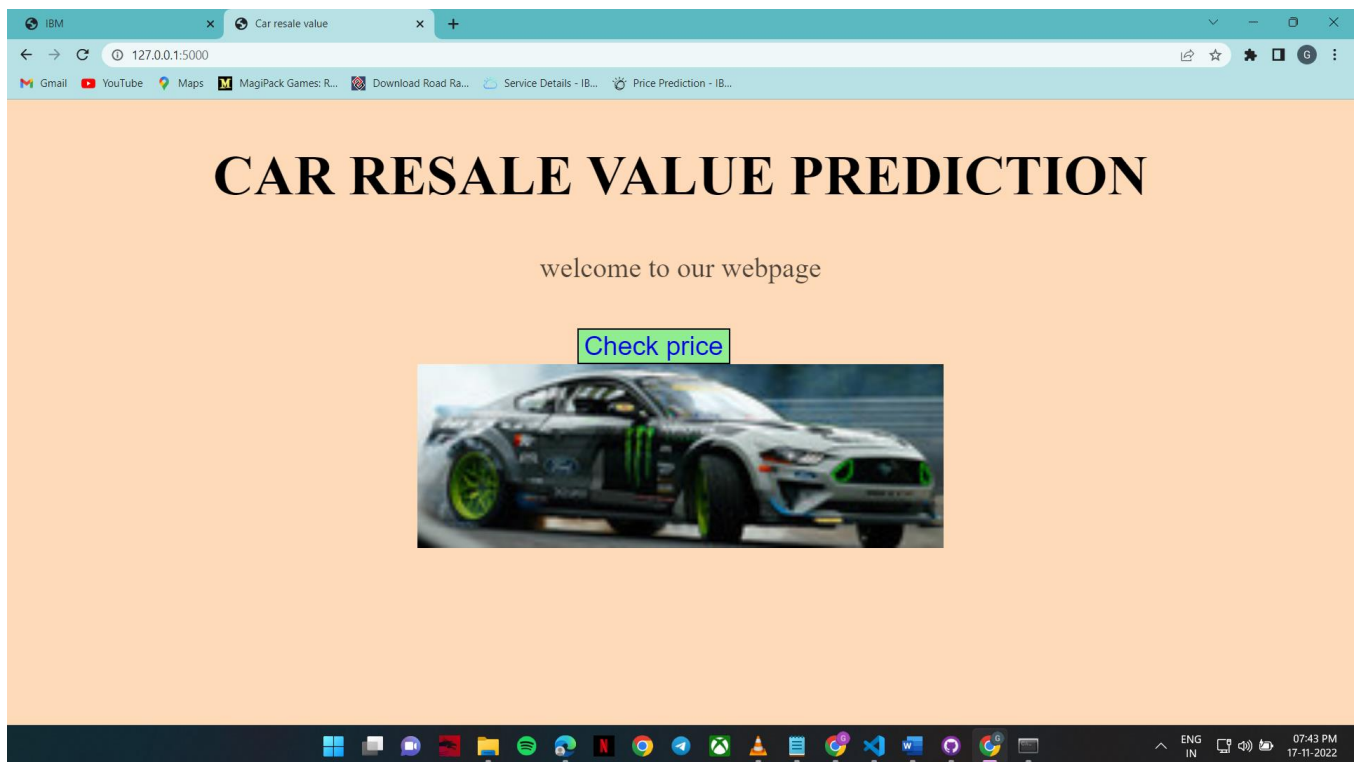 IBM
Car resale value
127.0.0.1:5000
G
Gmail
YouTube
Maps
M
MagiPack Games: R...
Download Road Ra...
Service Details - IB...
Price Prediction - IB...
CAR RESALE VALUE PREDICTION
welcome to our webpage
Check price
Ford
N
G
W
G
ENG
IN
07:43 PM
17-11-2022